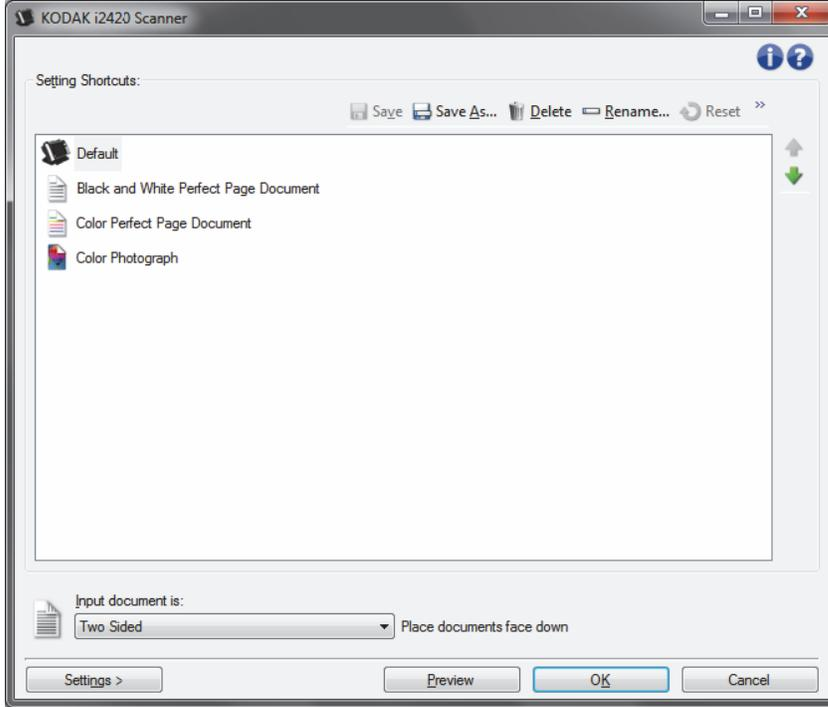 KODAK i2420 Scanner
Setting Shortcuts:
Save Save As... Delete Rename... Reset »
Default
Black and White Perfect Page Document
Color Perfect Page Document
Color Photograph
Input document is:
Two Sided Place documents face down
Settings > Preview OK Cancel